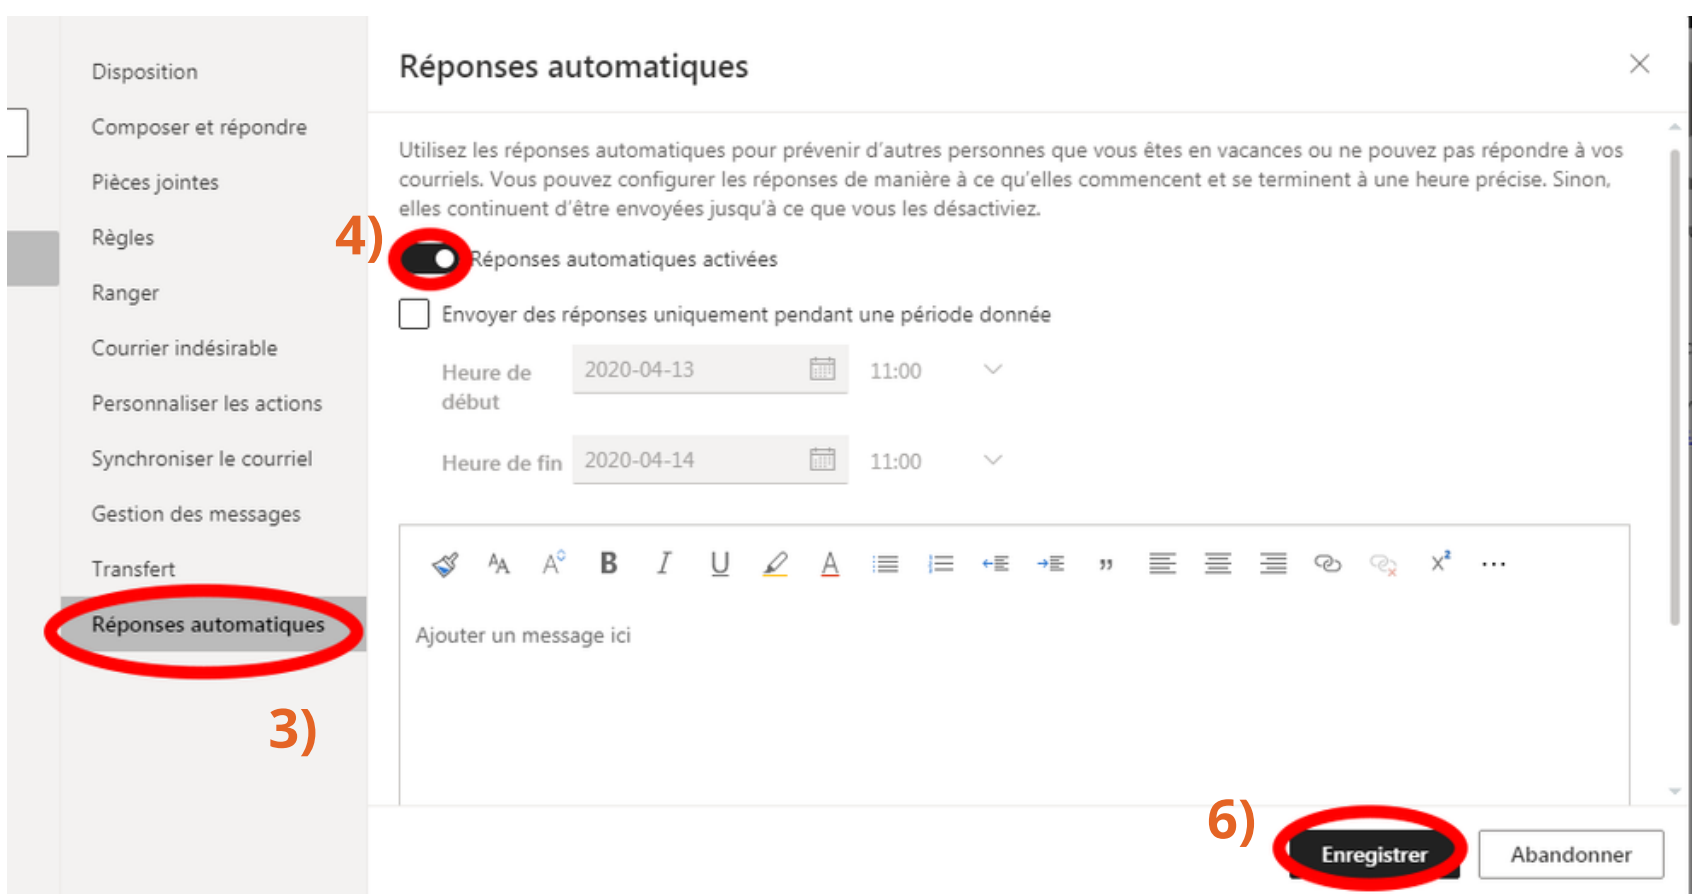 Disposition
Composer et répondre
Pièces jointes
Règles
Ranger
Courrier indésirable
Personnaliser les actions
Synchroniser le courriel
Gestion des messages
Transfert
Réponses automatiques
3)
Réponses automatiques
Utilisez les réponses automatiques pour prévenir d'autres personnes que vous êtes en vacances ou ne pouvez pas répondre à vos
courriels. Vous pouvez configurer les réponses de manière à ce qu'elles commencent et se terminent à une heure précise. Sinon,
elles continuent d'être envoyées jusqu'à ce que vous les désactiviez.
4)
Réponses automatiques activées
Envoyer des réponses uniquement pendant une période donnée
Heure de
début
2020-04-13
11:00
Heure de fin
2020-04-14
11:00
Ajouter un message ici
6)
Enregistrer
Abandonner